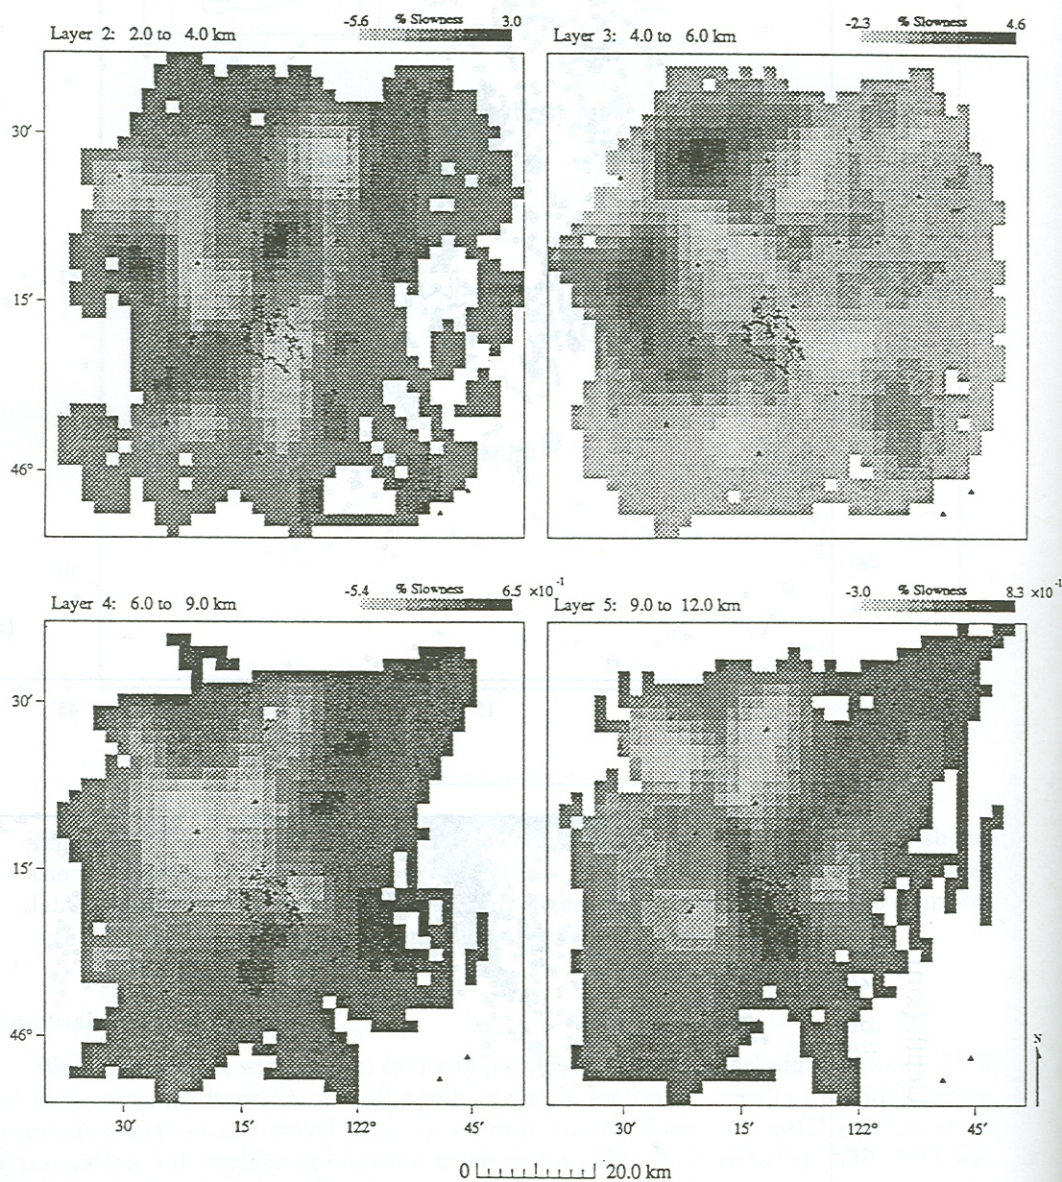 -5.6 % Slowness 3.0
Layer 2: 2.0 to 4.0 km
-2.3 % Slowness 4.6
Layer 3: 4.0 to 6.0 km
30′
15′
46°
-5.4 % Slowness 6.5 ×10⁻¹
Layer 4: 6.0 to 9.0 km
-3.0 % Slowness 8.3 ×10⁻¹
Layer 5: 9.0 to 12.0 km
30′
15′
46°
N
30′ 15′ 122° 45′
30′ 15′ 122° 45′
0 20.0 km